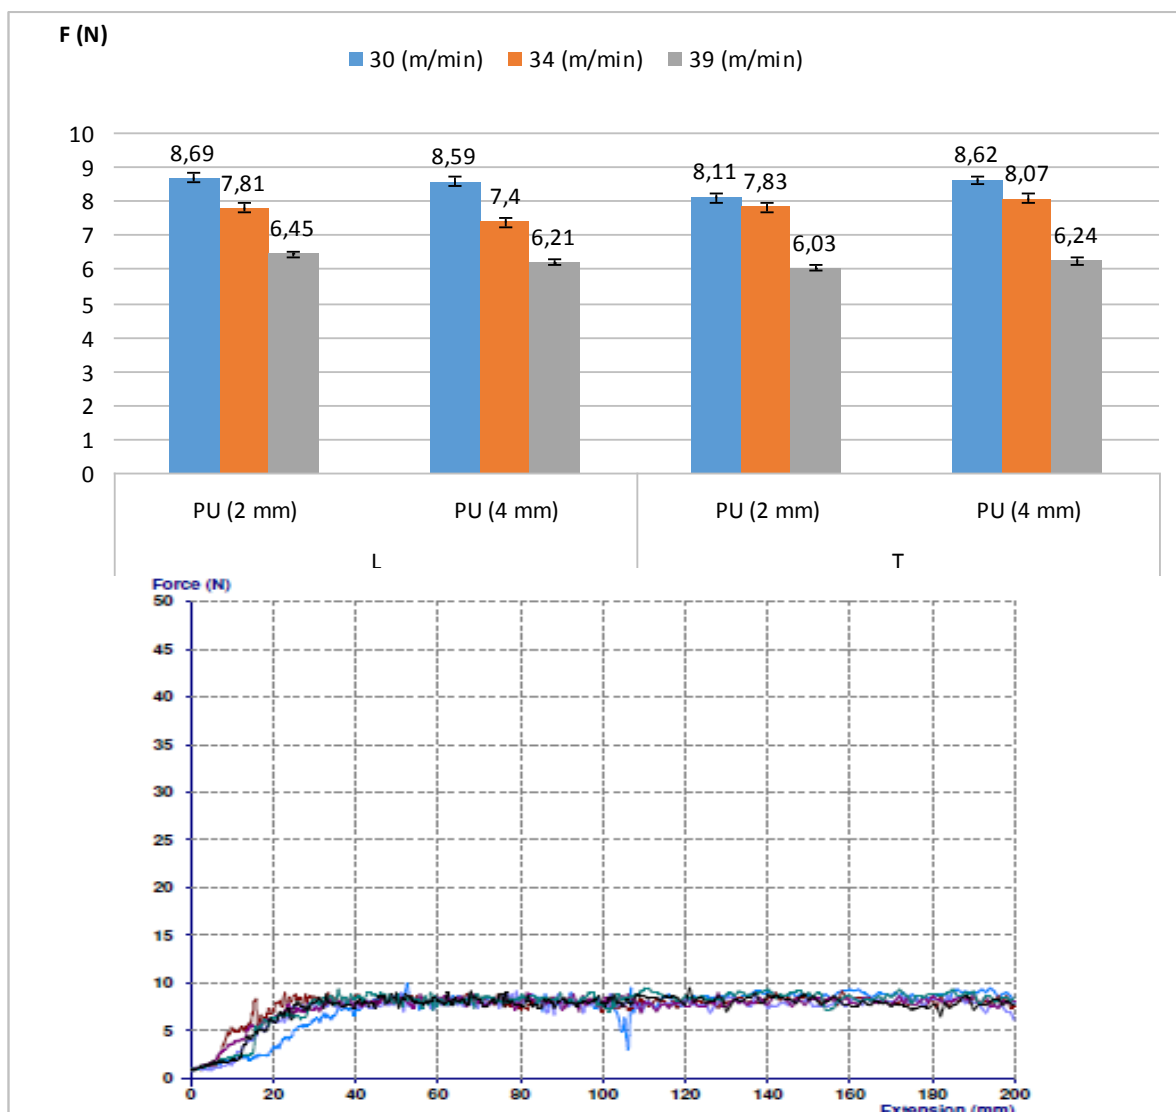 F (N)
30 (m/min) 34 (m/min) 39 (m/min)
10
9
8
7
6
5
4
3
2
1
0
8,69 7,81 6,45 8,59 7,4 6,21 8,11 7,83 6,03 8,62 8,07 6,24
PU (2 mm) PU (4 mm) PU (2 mm) PU (4 mm)
L T
Force (N)
50
45
40
35
30
25
20
15
10
5
0
0 20 40 60 80 100 120 140 160 180 200
Exension (mm)